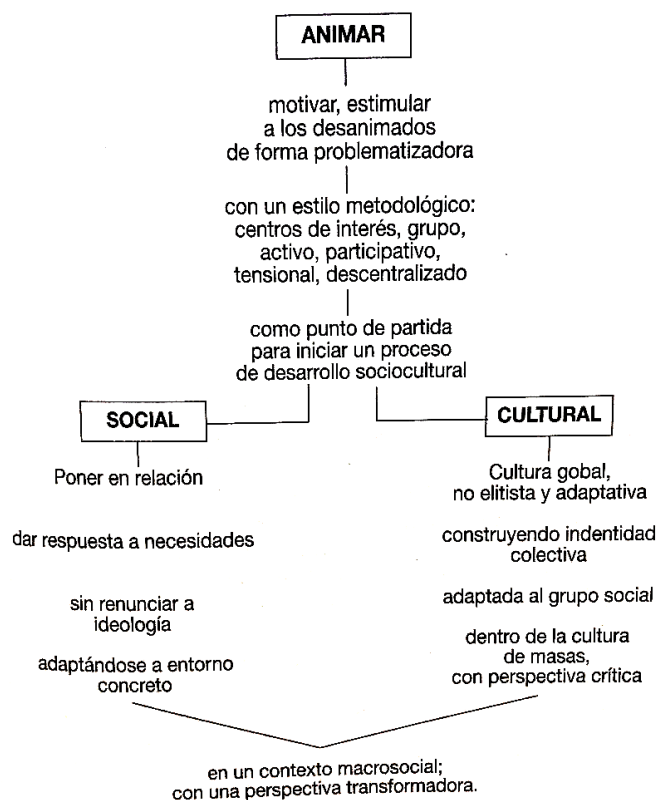 ANIMAR
motivar, estimular
a los desanimados
de forma problematizadora
con un estilo metodológico:
centros de interés, grupo,
activo, participativo,
tensional, descentralizado
como punto de partida
para iniciar un proceso
de desarrollo sociocultural
SOCIAL
Poner en relación
dar respuesta a necesidades
sin renunciar a
ideología
adaptándose a entorno
concreto
CULTURAL
Cultura gobal,
no elitista y adaptativa
construyendo indentidad
colectiva
adaptada al grupo social
dentro de la cultura
de masas,
con perspectiva crítica
en un contexto macrosocial;
con una perspectiva transformadora.